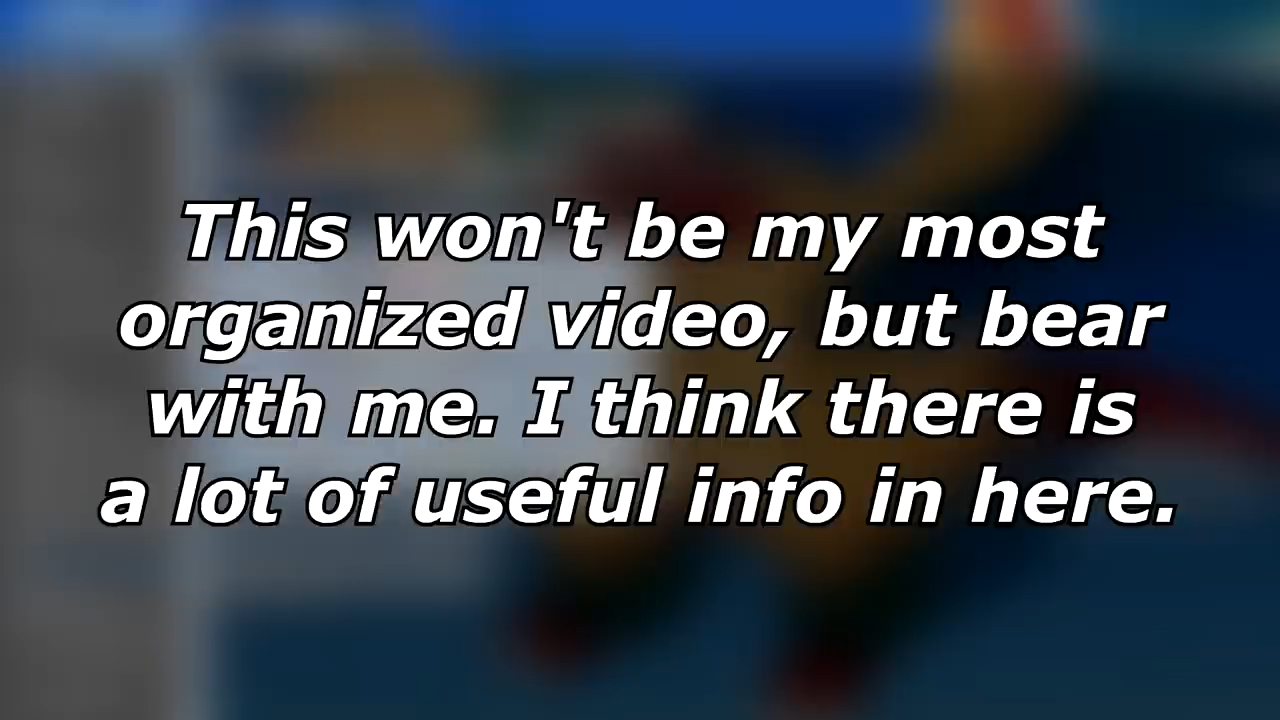 This won't be my most
organized video, but bear
with me. I think there is
a lot of useful info in here.